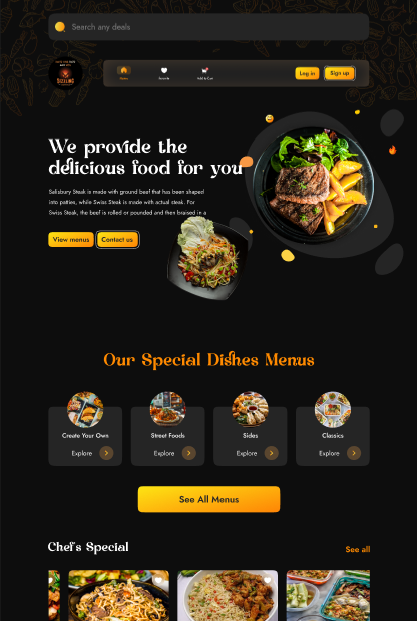 Search any deals
SIZZLING
Home
Favorite
Add to Cart
Log in
Sign up
We provide the
delicious food for you
Salisbury Steak is made with ground beef that has been shaped
into patties, while Swiss Steak is made with actual steak. For
Swiss Steak, the beef is rolled or pounded and then braised in a
View menus
Contact us
Our Special Dishes Menus
Create Your Own
Street Foods
Sides
Classics
Explore
Explore
Explore
Explore
See All Menus
Chef's Special
See all